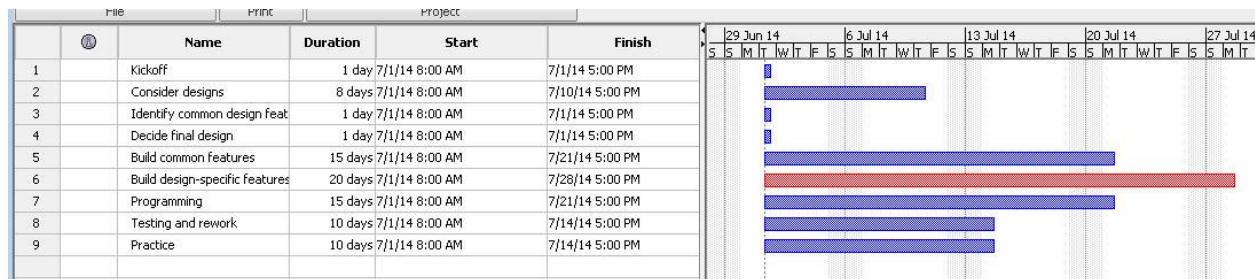 File Print Project
Name Duration Start Finish
29 Jun 14 6 Jul 14 13 Jul 14 20 Jul 14 27 Jul 14
S S M T W T F S S M T W T F S S M T W T F S S M T W T F S S M T
1 Kickoff 1 day 7/1/14 8:00 AM 7/1/14 5:00 PM
2 Consider designs 8 days 7/1/14 8:00 AM 7/10/14 5:00 PM
3 Identify common design feat 1 day 7/1/14 8:00 AM 7/1/14 5:00 PM
4 Decide final design 1 day 7/1/14 8:00 AM 7/1/14 5:00 PM
5 Build common features 15 days 7/1/14 8:00 AM 7/21/14 5:00 PM
6 Build design-specific features 20 days 7/1/14 8:00 AM 7/28/14 5:00 PM
7 Programming 15 days 7/1/14 8:00 AM 7/21/14 5:00 PM
8 Testing and rework 10 days 7/1/14 8:00 AM 7/14/14 5:00 PM
9 Practice 10 days 7/1/14 8:00 AM 7/14/14 5:00 PM